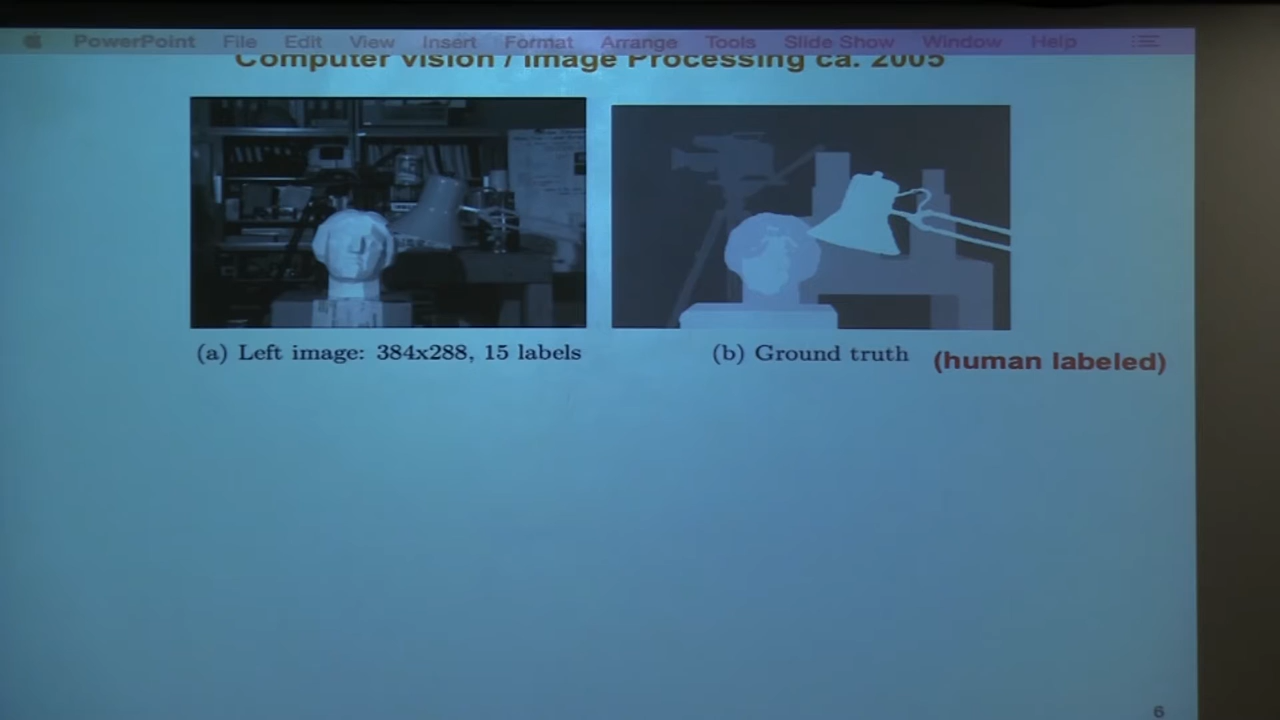 PowerPoint File Edit View Insert Format Arrange Tools Slide Show Window Help
Computer Vision / Image Processing ca. 2005
(a) Left image: 384x288, 15 labels
(b) Ground truth (human labeled)
6